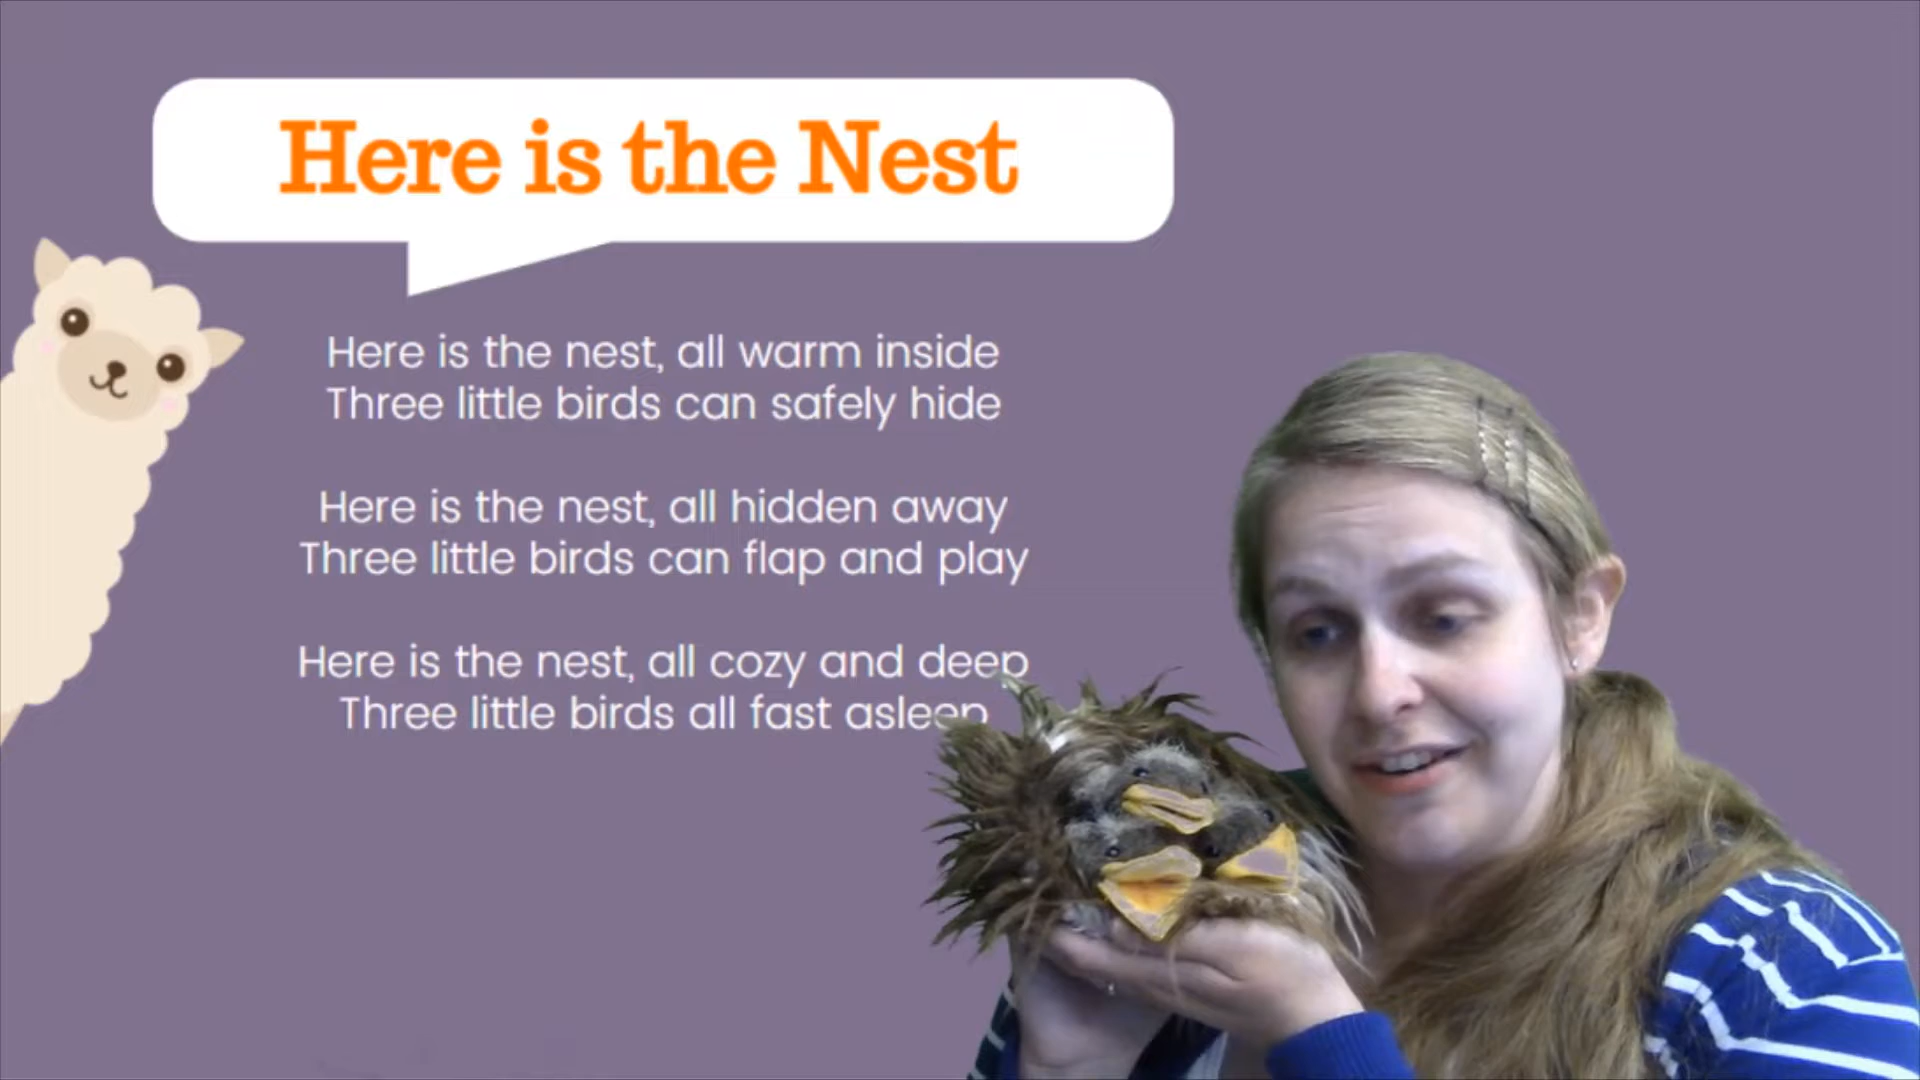 Here is the Nest
Here is the nest, all warm inside
Three little birds can safely hide
Here is the nest, all hidden away
Three little birds can flap and play
Here is the nest, all cozy and deep
Three little birds all fast asleep